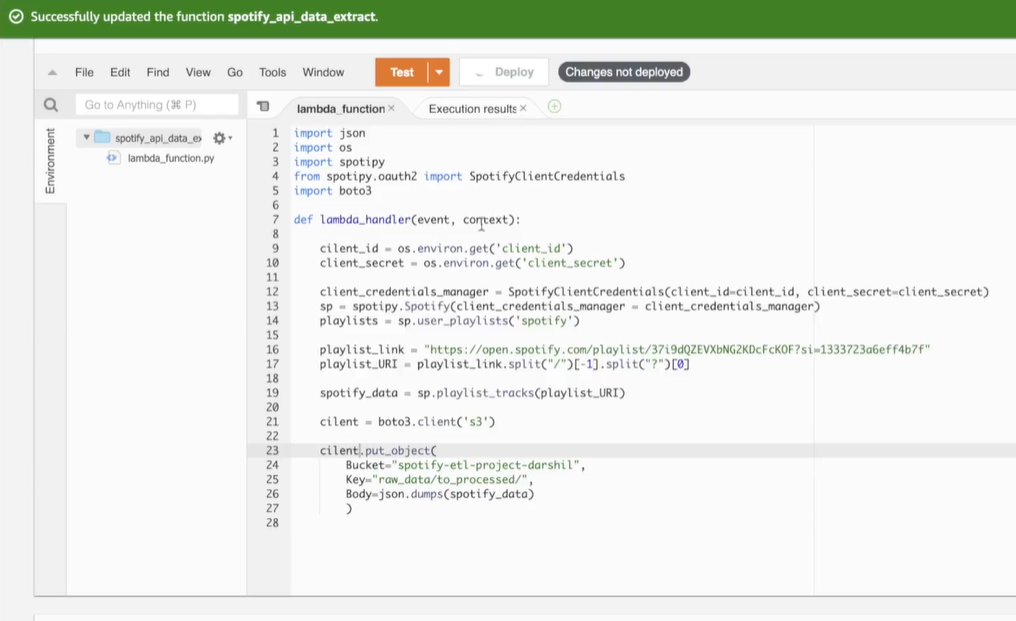 Successfully updated the function spotify_api_data_extract.
File Edit Find View Go Tools Window Test Deploy Changes not deployed
Go to Anything (⌘ P)
lambda_function × Execution results ×
Environment
spotify_api_data_e
lambda_function.py
1 import json
2 import os
3 import spotipy
4 from spotipy.oauth2 import SpotifyClientCredentials
5 import boto3
6
7 def lambda_handler(event, context):
8
9 cilent_id = os.environ.get('client_id')
10 client_secret = os.environ.get('client_secret')
11
12 client_credentials_manager = SpotifyClientCredentials(client_id=cilent_id, client_secret=client_secret)
13 sp = spotipy.Spotify(client_credentials_manager = client_credentials_manager)
14 playlists = sp.user_playlists('spotify')
15
16 playlist_link = "https://open.spotify.com/playlist/37i9dQZEVXbNG2KDcFcKOF?si=1333723a6eff4b7f"
17 playlist_URI = playlist_link.split("/")[-1].split("?")[0]
18
19 spotify_data = sp.playlist_tracks(playlist_URI)
20
21 cilent = boto3.client('s3')
22
23 cilent.put_object(
24 Bucket="spotify-etl-project-darshil",
25 Key="raw_data/to_processed/",
26 Body=json.dumps(spotify_data)
27 )
28